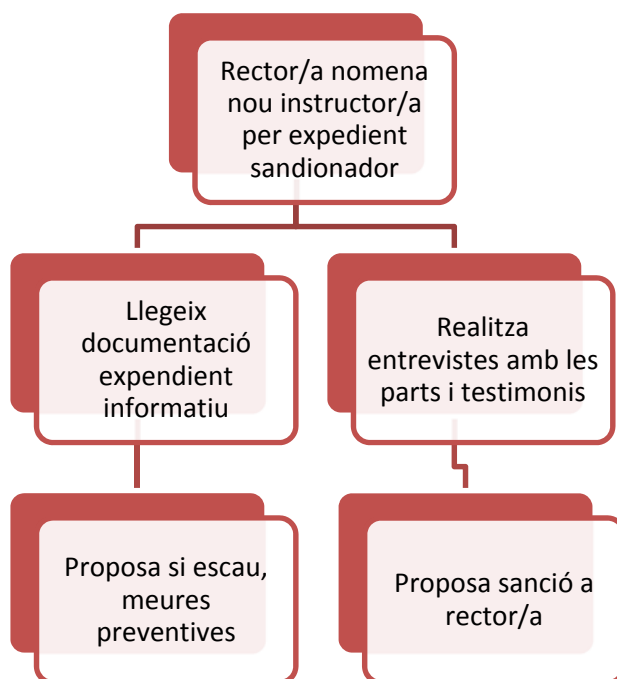 Rector/a nomena
nou instructor/a
per expedient
sandionador
Llegeix
documentació
expendient
informatiu
Realitza
entrevistes amb les
parts i testimonis
Proposa si escau,
meures
preventives
Proposa sanció a
rector/a